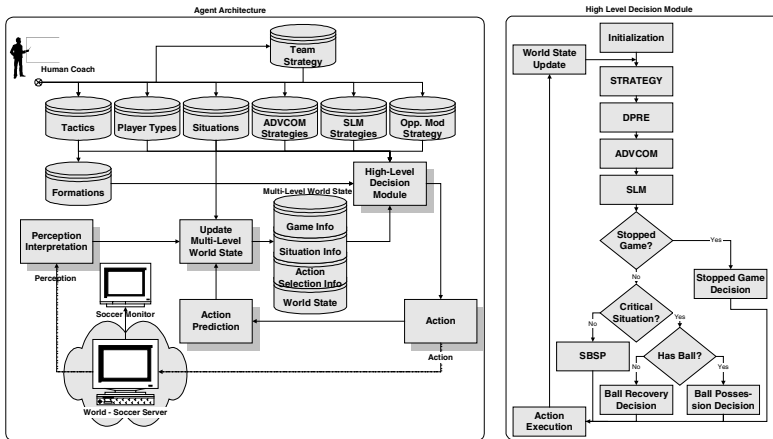 Agent Architecture
Team
Strategy
Human Coach
Tactics
Player Types
Situations
ADVCOM
Strategies
SLM
Strategies
Opp. Mod
Strategy
Formations
High-Level
Decision
Module
Multi-Level World State
Perception
Interpretation
Update
Multi-Level
World State
Game Info
Situation Info
Action
Selection Info
World State
Perception
Soccer Monitor
Action
Prediction
Action
Action
World - Soccer Server
High Level Decision Module
Initialization
World State
Update
STRATEGY
DPRE
ADVCOM
SLM
Stopped
Game?
Yes
No
Stopped Game
Decision
Critical
Situation?
No
Yes
SBSP
Has Ball?
No
Yes
Ball Recovery
Decision
Ball Posses-
sion Decision
Action
Execution